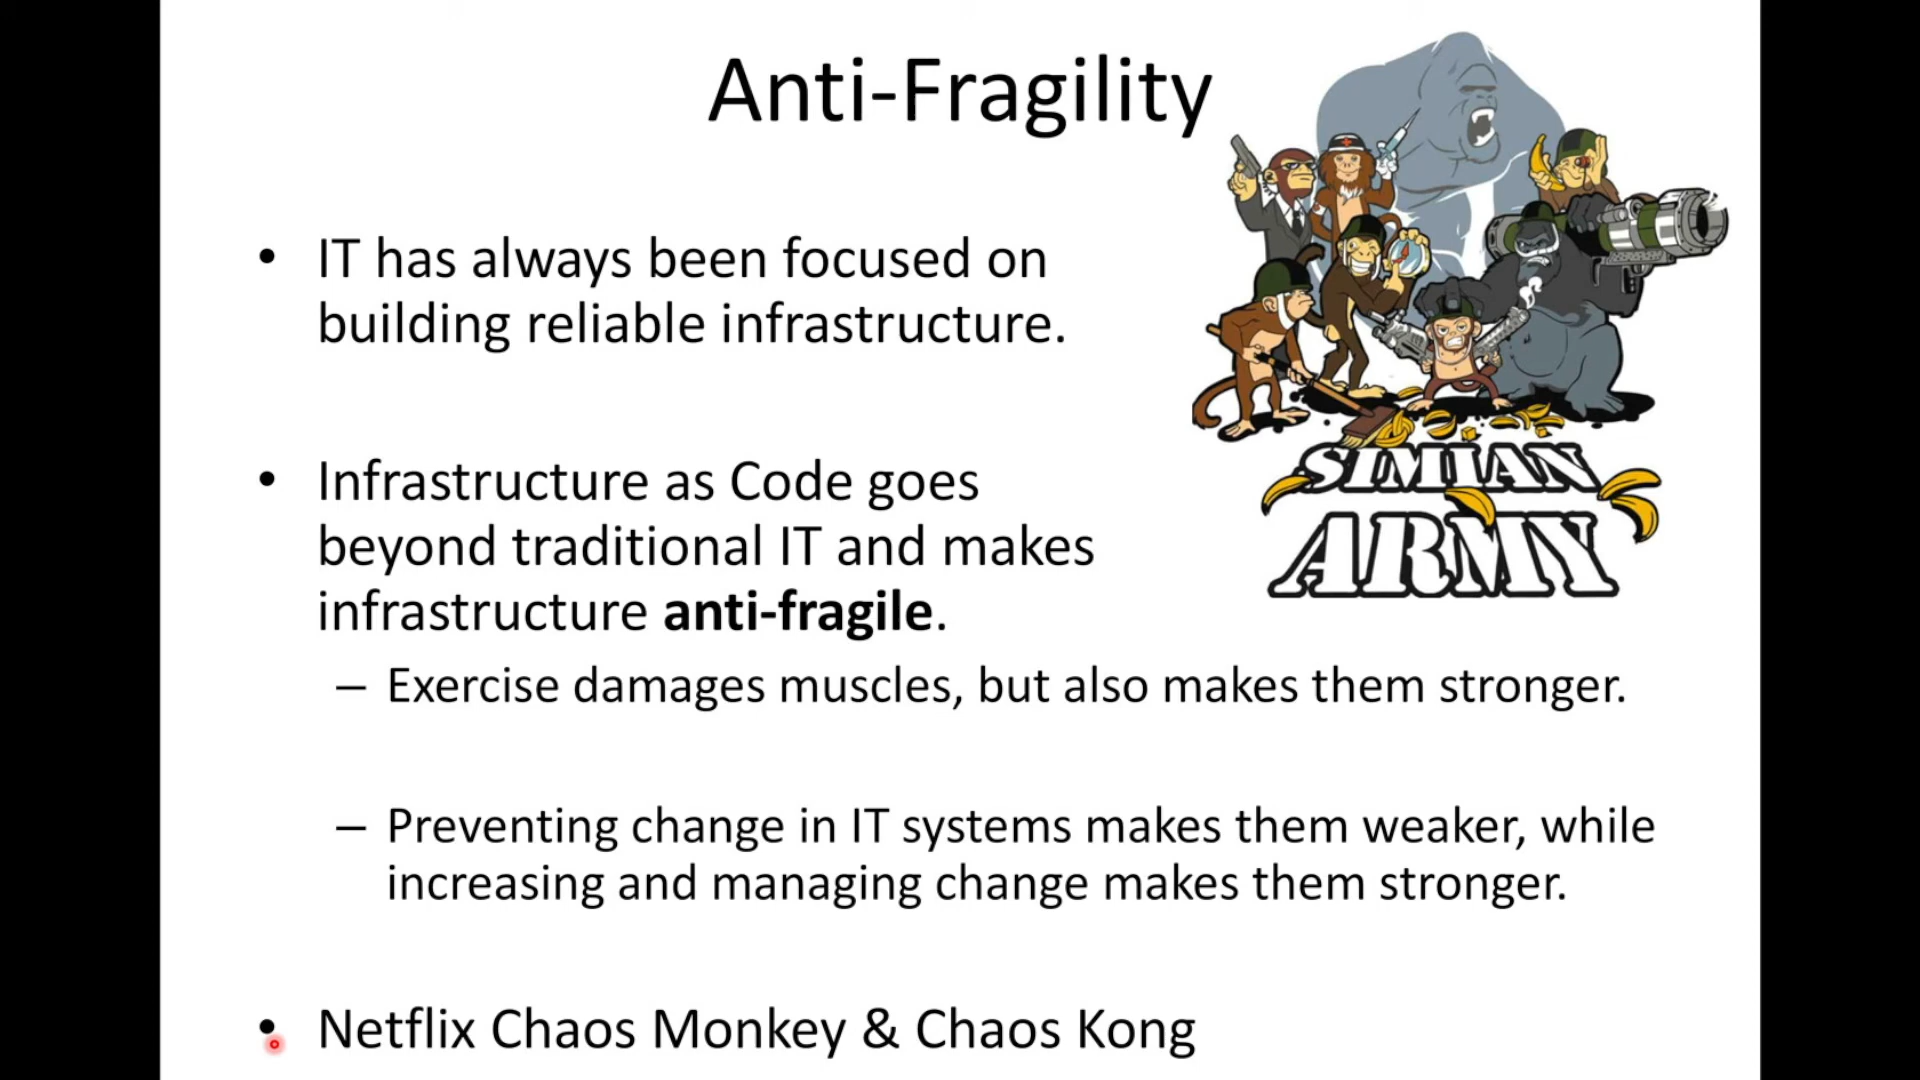 Anti-Fragility
• IT has always been focused on
building reliable infrastructure.
• Infrastructure as Code goes
beyond traditional IT and makes
infrastructure anti-fragile.
– Exercise damages muscles, but also makes them stronger.
– Preventing change in IT systems makes them weaker, while
increasing and managing change makes them stronger.
• Netflix Chaos Monkey & Chaos Kong
SIMIAN
ARMY